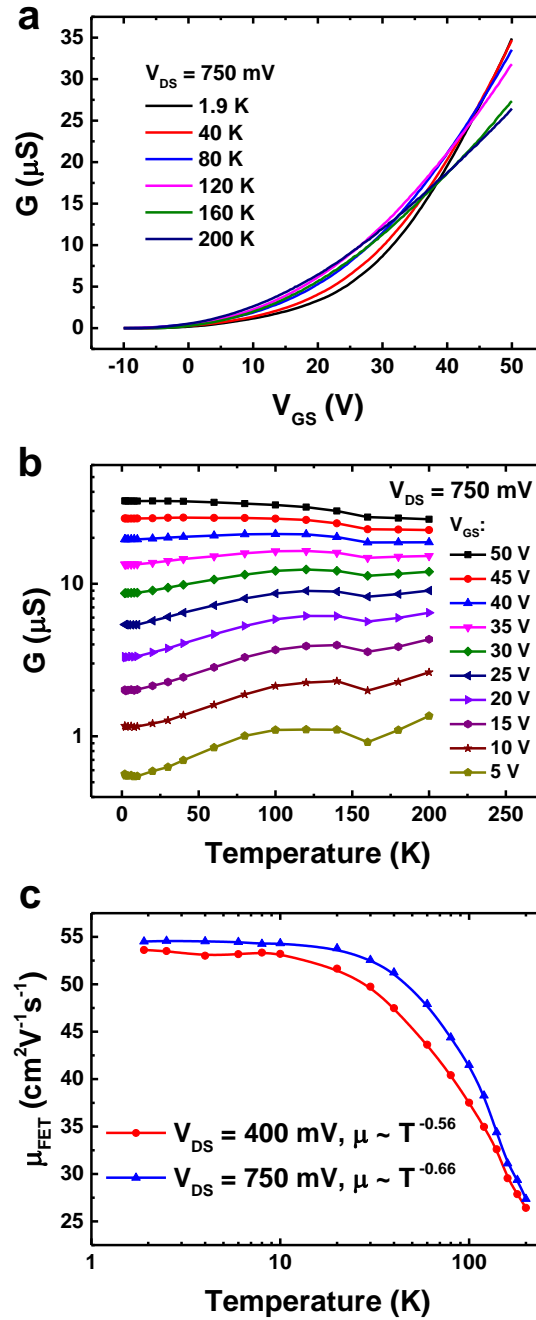 a
V_DS = 750 mV
1.9 K
40 K
80 K
120 K
160 K
200 K
G (μS)
35
30
25
20
15
10
5
0
-10 0 10 20 30 40 50
V_GS (V)
b
V_DS = 750 mV
V_GS:
50 V
45 V
40 V
35 V
30 V
25 V
20 V
15 V
10 V
5 V
G (μS)
10
1
0 50 100 150 200 250
Temperature (K)
c
μ_FET (cm²V⁻¹s⁻¹)
55
50
45
40
35
30
25
V_DS = 400 mV, μ ~ T^-0.56
V_DS = 750 mV, μ ~ T^-0.66
1 10 100
Temperature (K)